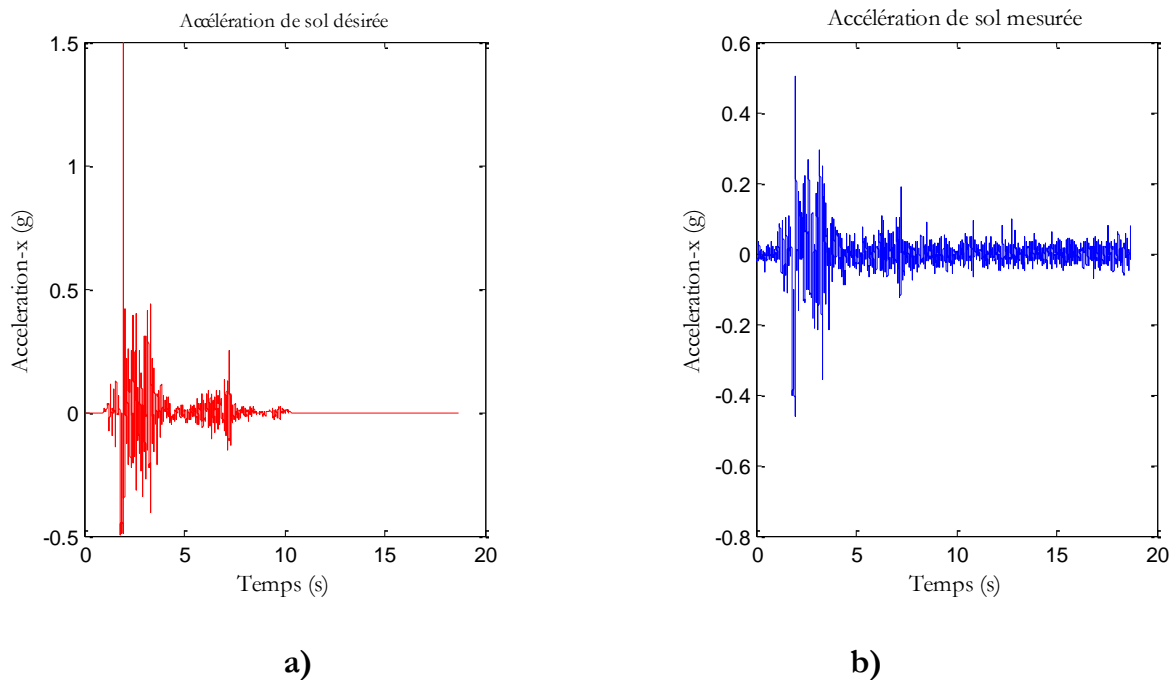 Accélération de sol désirée
1.5
1
0.5
0
-0.5
Acceleration-x (g)
0 5 10 15 20
Temps (s)
a)
Accélération de sol mesurée
0.6
0.4
0.2
0
-0.2
-0.4
-0.6
-0.8
Acceleration-x (g)
0 5 10 15 20
Temps (s)
b)